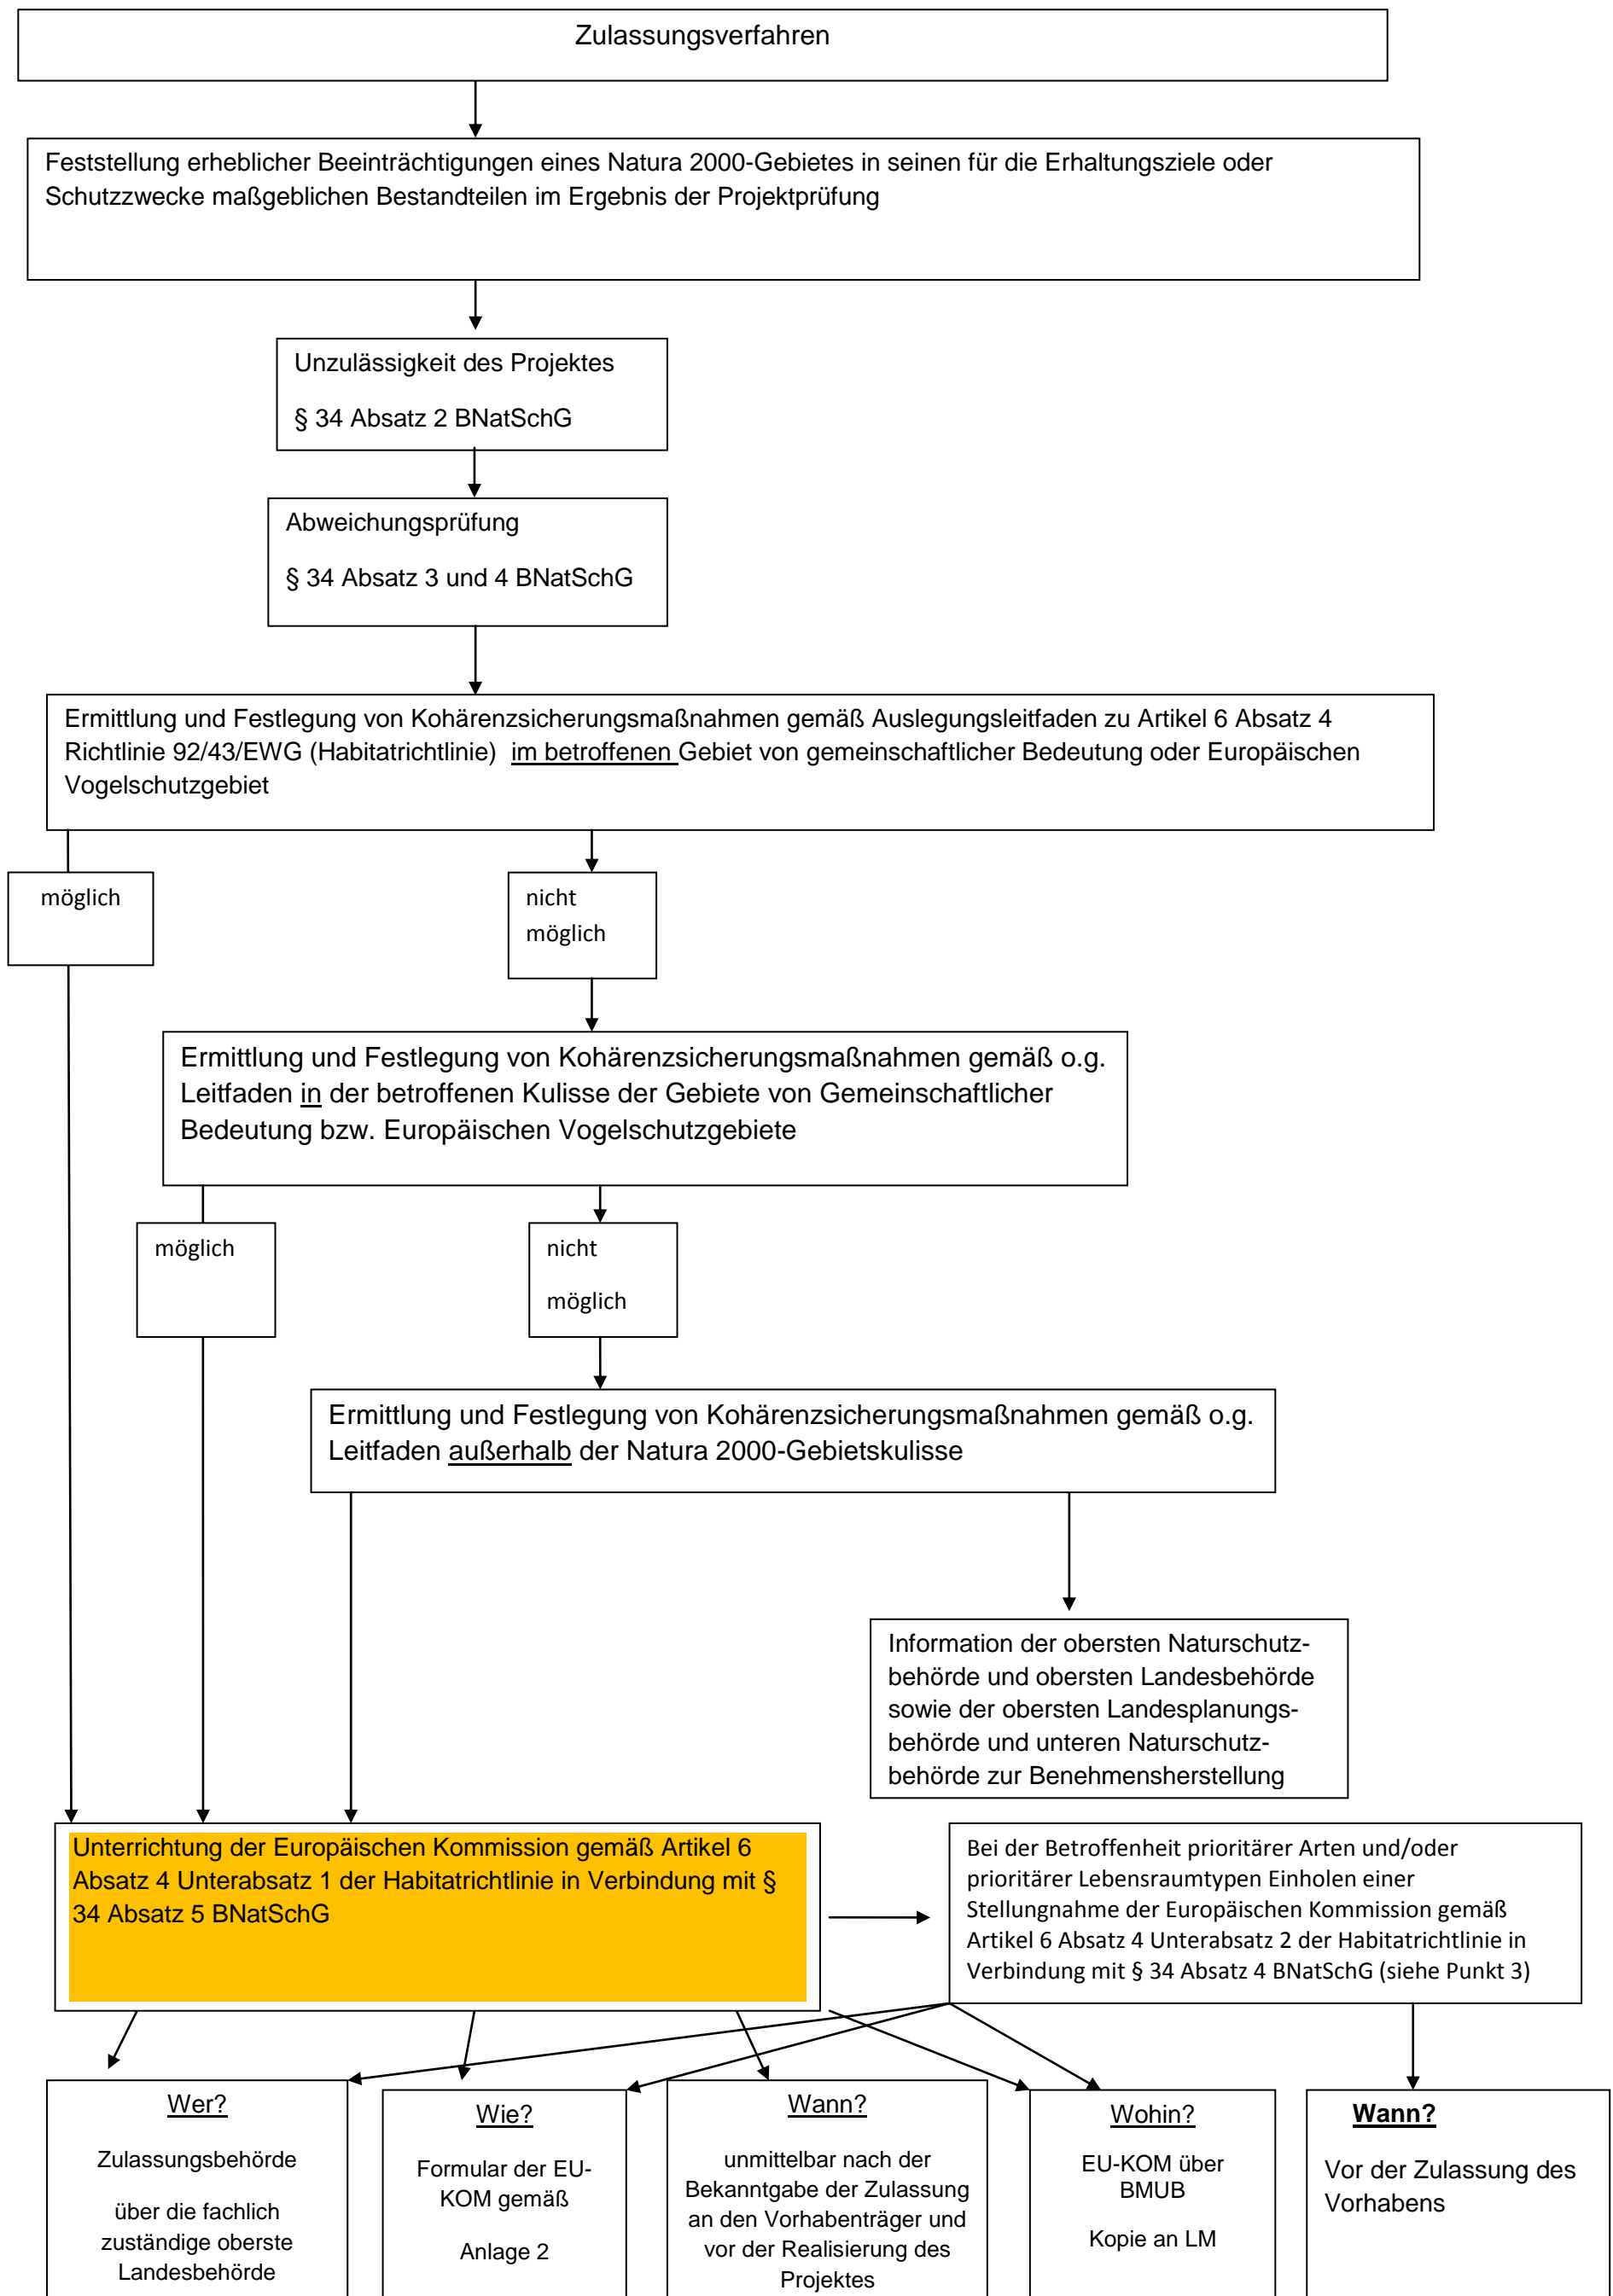 Zulassungsverfahren
Feststellung erheblicher Beeinträchtigungen eines Natura 2000-Gebietes in seinen für die Erhaltungsziele oder
Schutzzwecke maßgeblichen Bestandteilen im Ergebnis der Projektprüfung
Unzulässigkeit des Projektes
§ 34 Absatz 2 BNatSchG
Abweichungsprüfung
§ 34 Absatz 3 und 4 BNatSchG
Ermittlung und Festlegung von Kohärenzsicherungsmaßnahmen gemäß Auslegungsleitfaden zu Artikel 6 Absatz 4
Richtlinie 92/43/EWG (Habitatrichtlinie) im betroffenen Gebiet von gemeinschaftlicher Bedeutung oder Europäischen
Vogelschutzgebiet
möglich
nicht
möglich
Ermittlung und Festlegung von Kohärenzsicherungsmaßnahmen gemäß o.g.
Leitfaden in der betroffenen Kulisse der Gebiete von Gemeinschaftlicher
Bedeutung bzw. Europäischen Vogelschutzgebiete
möglich
nicht
möglich
Ermittlung und Festlegung von Kohärenzsicherungsmaßnahmen gemäß o.g.
Leitfaden außerhalb der Natura 2000-Gebietskulisse
Information der obersten Naturschutz-
behörde und obersten Landesbehörde
sowie der obersten Landesplanungs-
behörde und unteren Naturschutz-
behörde zur Benehmensherstellung
Unterrichtung der Europäischen Kommission gemäß Artikel 6
Absatz 4 Unterabsatz 1 der Habitatrichtlinie in Verbindung mit §
34 Absatz 5 BNatSchG
Bei der Betroffenheit prioritärer Arten und/oder
prioritärer Lebensraumtypen Einholen einer
Stellungnahme der Europäischen Kommission gemäß
Artikel 6 Absatz 4 Unterabsatz 2 der Habitatrichtlinie in
Verbindung mit § 34 Absatz 4 BNatSchG (siehe Punkt 3)
Wer?
Zulassungsbehörde
über die fachlich
zuständige oberste
Landesbehörde
Wie?
Formular der EU-
KOM gemäß
Anlage 2
Wann?
unmittelbar nach der
Bekanntgabe der Zulassung
an den Vorhabenträger und
vor der Realisierung des
Projektes
Wohin?
EU-KOM über
BMUB
Kopie an LM
Wann?
Vor der Zulassung des
Vorhabens